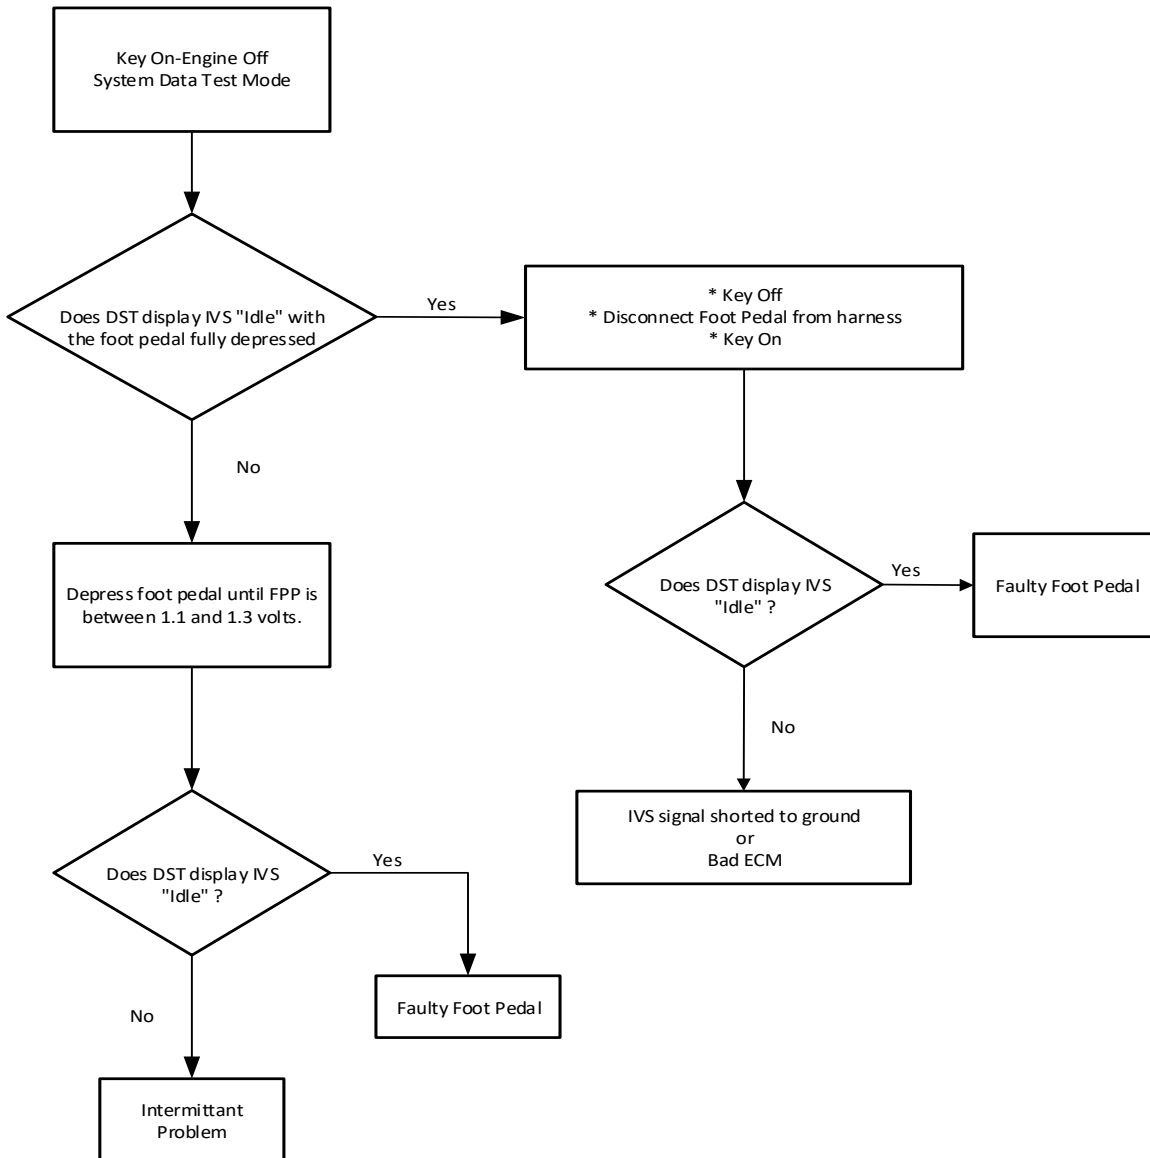 Key On-Engine Off
System Data Test Mode
Does DST display IVS "Idle" with
the foot pedal fully depressed
Yes
* Key Off
* Disconnect Foot Pedal from harness
* Key On
No
Depress foot pedal until FPP is
between 1.1 and 1.3 volts.
Does DST display IVS
"Idle" ?
Yes
Faulty Foot Pedal
No
IVS signal shorted to ground
or
Bad ECM
Does DST display IVS
"Idle" ?
Yes
Faulty Foot Pedal
No
Intermittant
Problem